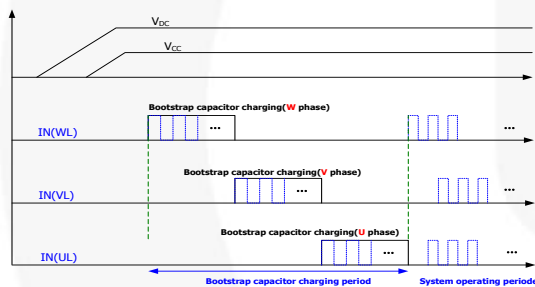 VDC
VCC
Bootstrap capacitor charging(W phase)
IN(WL)
...
...
Bootstrap capacitor charging(V phase)
IN(VL)
...
...
Bootstrap capacitor charging(U phase)
IN(UL)
...
...
Bootstrap capacitor charging period
System operating periode